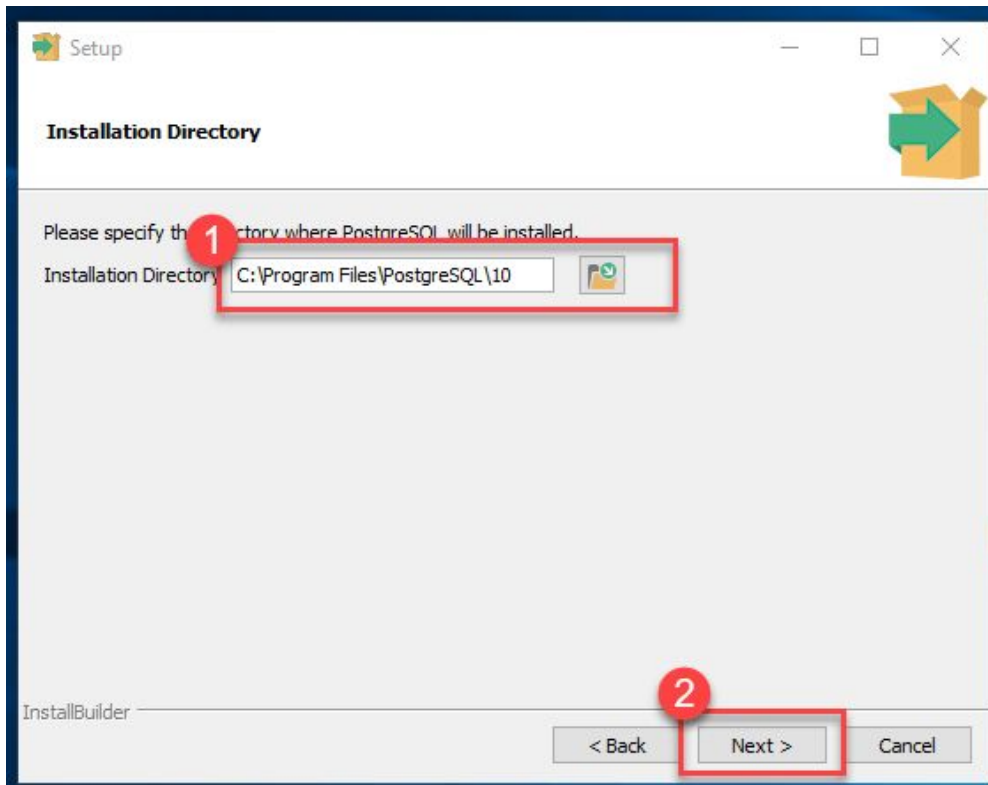 Setup
Installation Directory
Please specify th ctory where PostgreSQL will be installed.
1
Installation Directory C:\Program Files\PostgreSQL\10
2
InstallBuilder
< Back Next > Cancel